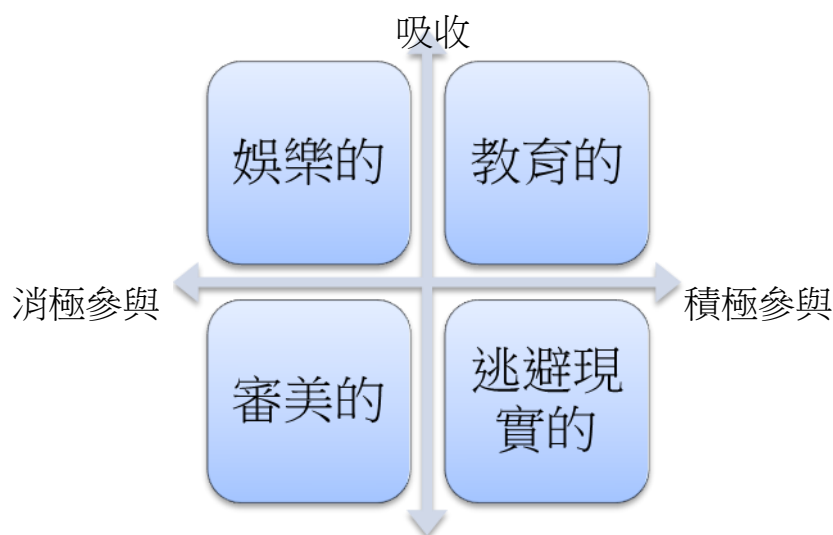 吸收
娛樂的
教育的
消極參與
積極參與
審美的
逃避現
實的